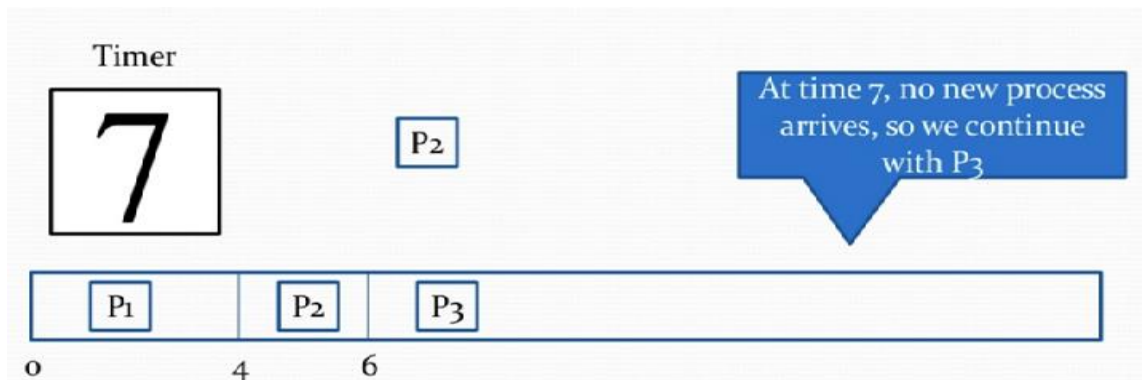 Timer
7
P2
At time 7, no new process
arrives, so we continue
with P3
P1
P2
P3
0
4
6